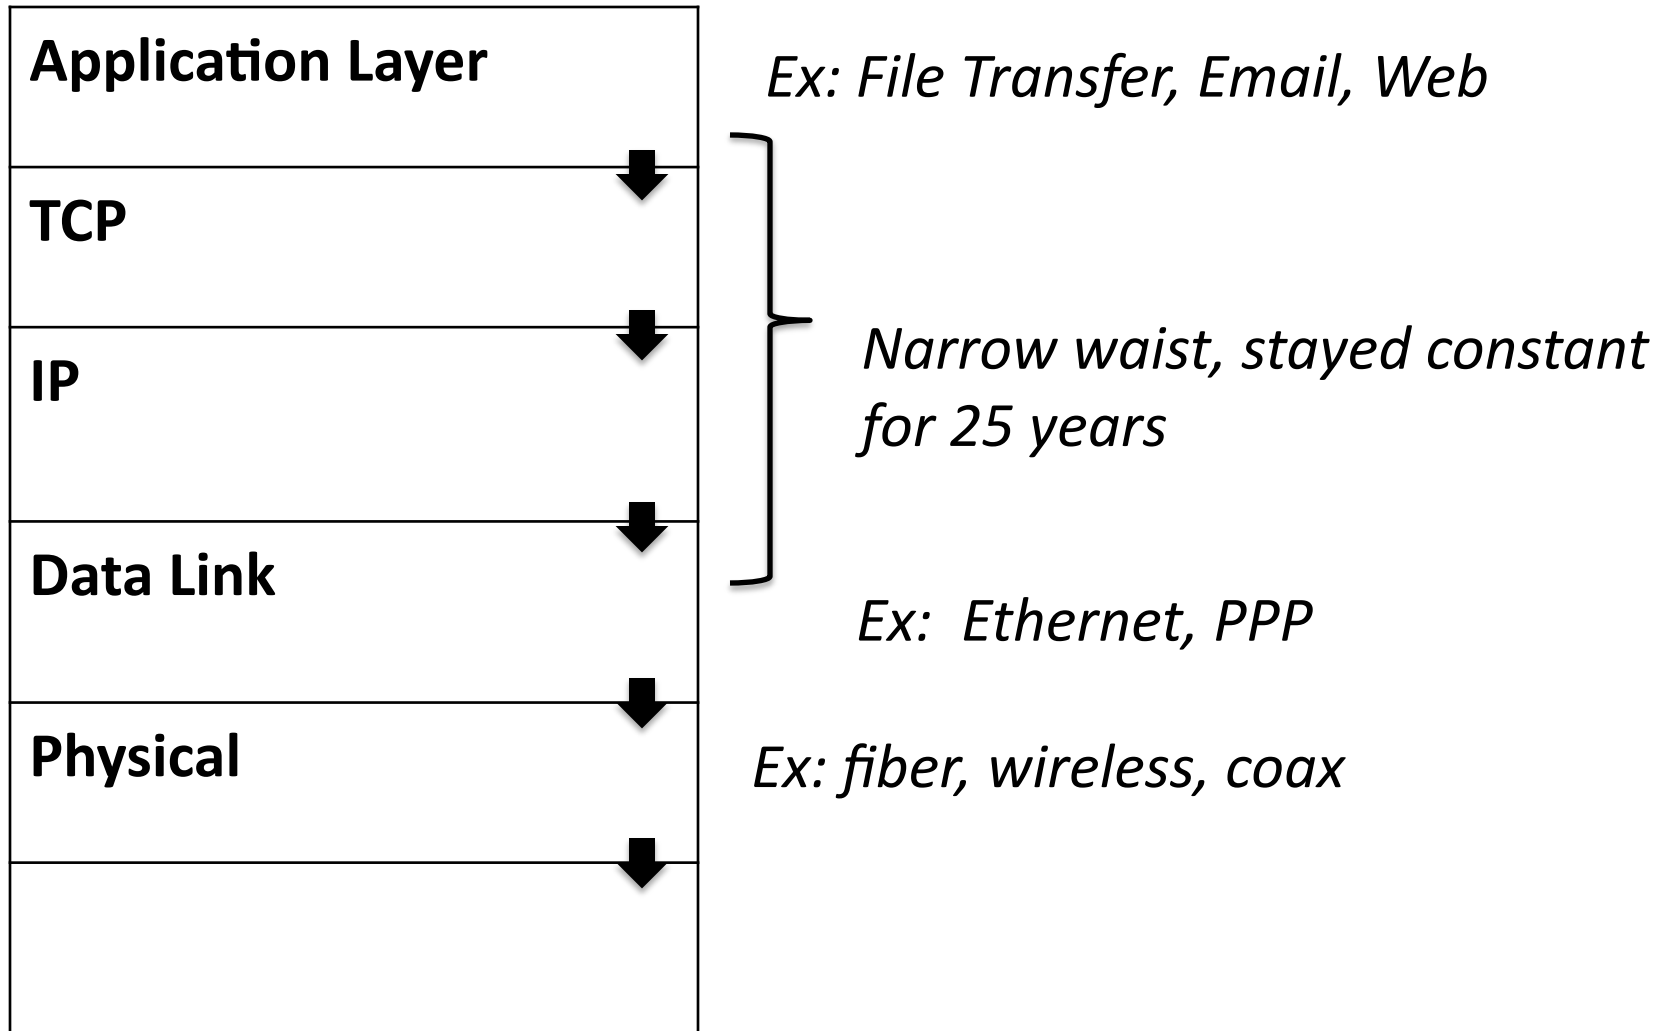 Application Layer
Ex: File Transfer, Email, Web
TCP
IP
Narrow waist, stayed constant
for 25 years
Data Link
Ex: Ethernet, PPP
Physical
Ex: fiber, wireless, coax